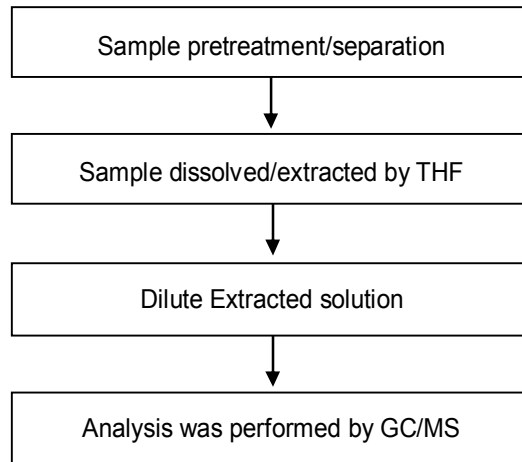 Sample pretreatment/separation
Sample dissolved/extracted by THF
Dilute Extracted solution
Analysis was performed by GC/MS